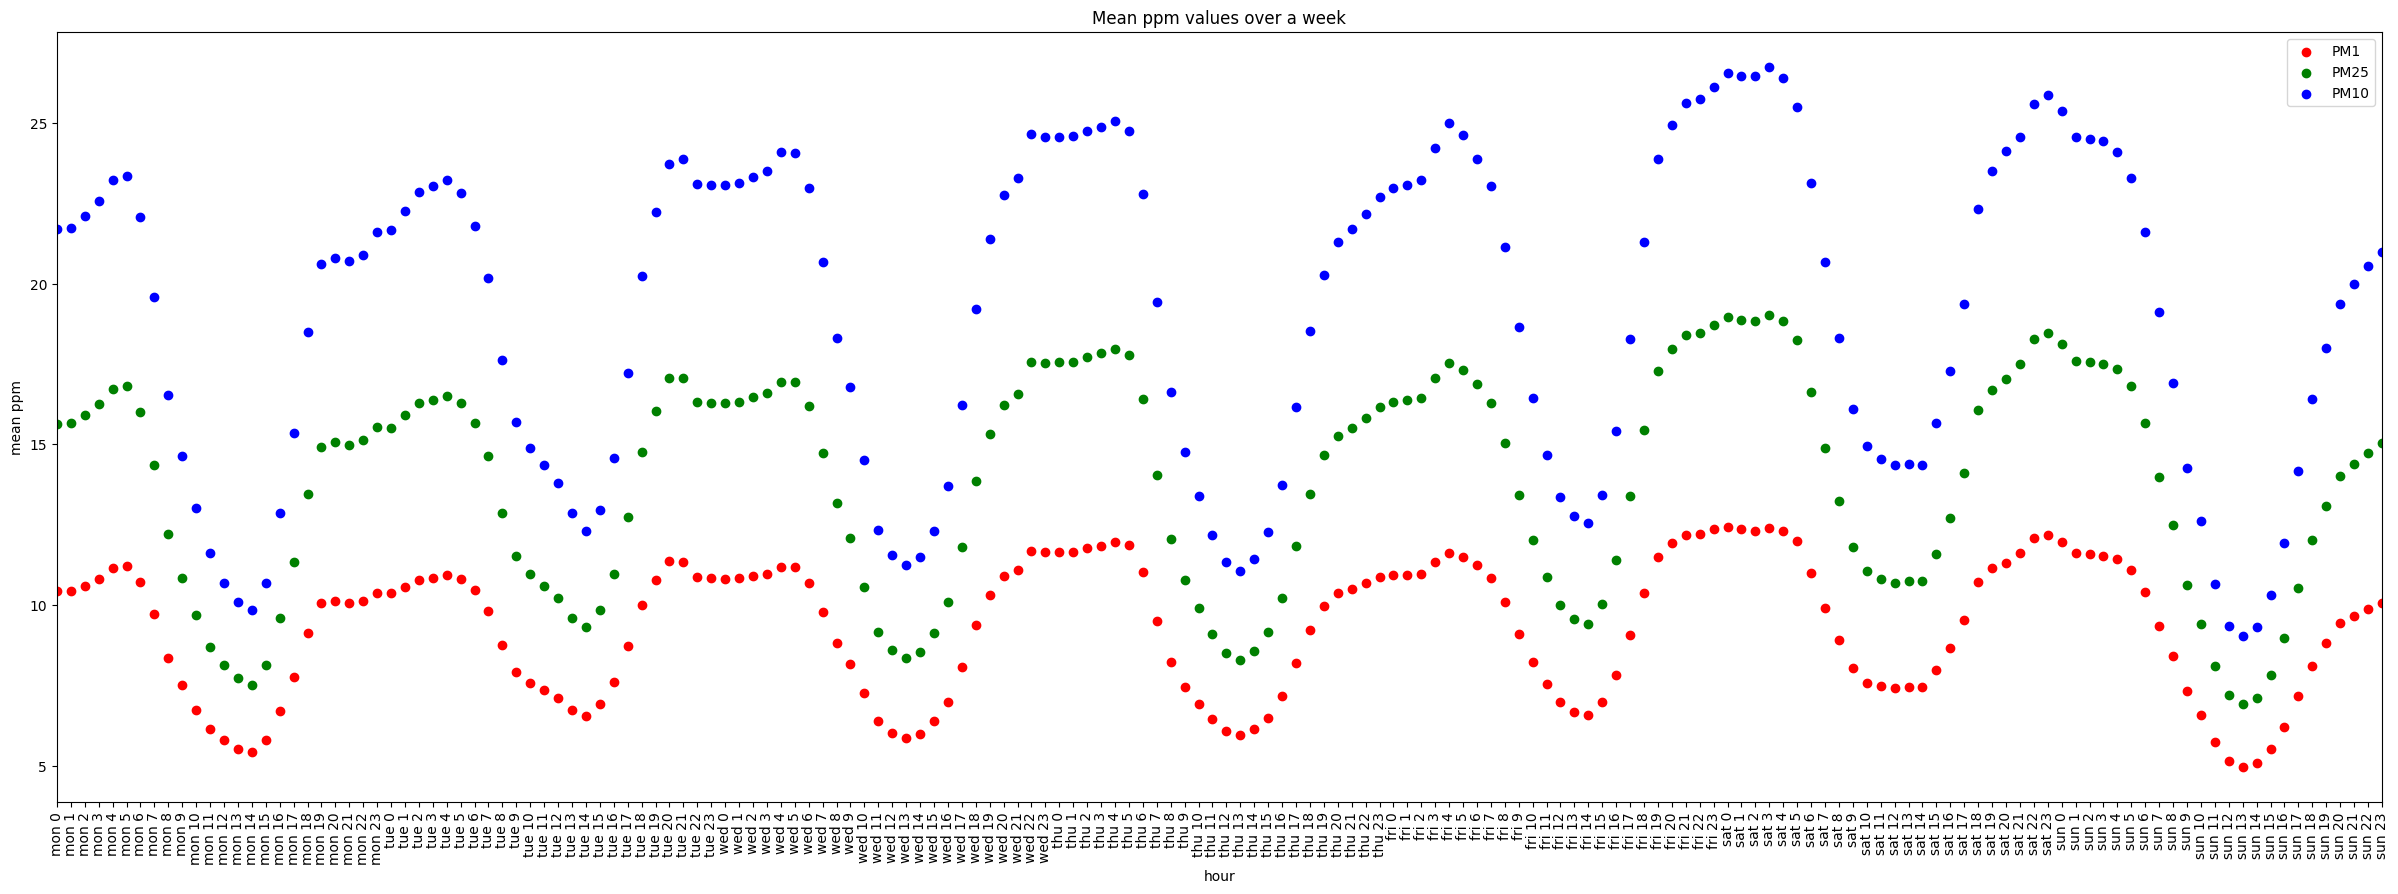 Mean ppm values over a week
PM1
PM25
PM10
mean ppm
25
20
15
10
5
mon 0
mon 1
mon 2
mon 3
mon 4
mon 5
mon 6
mon 7
mon 8
mon 9
mon 10
mon 11
mon 12
mon 13
mon 14
mon 15
mon 16
mon 17
mon 18
mon 19
mon 20
mon 21
mon 22
mon 23
tue 0
tue 1
tue 2
tue 3
tue 4
tue 5
tue 6
tue 7
tue 8
tue 9
tue 10
tue 11
tue 12
tue 13
tue 14
tue 15
tue 16
tue 17
tue 18
tue 19
tue 20
tue 21
tue 22
tue 23
wed 0
wed 1
wed 2
wed 3
wed 4
wed 5
wed 6
wed 7
wed 8
wed 9
wed 10
wed 11
wed 12
wed 13
wed 14
wed 15
wed 16
wed 17
wed 18
wed 19
wed 20
wed 21
wed 22
wed 23
thu 0
thu 1
thu 2
thu 3
thu 4
thu 5
thu 6
thu 7
thu 8
thu 9
thu 10
thu 11
thu 12
thu 13
thu 14
thu 15
thu 16
thu 17
thu 18
thu 19
thu 20
thu 21
thu 22
thu 23
fri 0
fri 1
fri 2
fri 3
fri 4
fri 5
fri 6
fri 7
fri 8
fri 9
fri 10
fri 11
fri 12
fri 13
fri 14
fri 15
fri 16
fri 17
fri 18
fri 19
fri 20
fri 21
fri 22
fri 23
sat 0
sat 1
sat 2
sat 3
sat 4
sat 5
sat 6
sat 7
sat 8
sat 9
sat 10
sat 11
sat 12
sat 13
sat 14
sat 15
sat 16
sat 17
sat 18
sat 19
sat 20
sat 21
sat 22
sat 23
sun 0
sun 1
sun 2
sun 3
sun 4
sun 5
sun 6
sun 7
sun 8
sun 9
sun 10
sun 11
sun 12
sun 13
sun 14
sun 15
sun 16
sun 17
sun 18
sun 19
sun 20
sun 21
sun 22
sun 23
hour